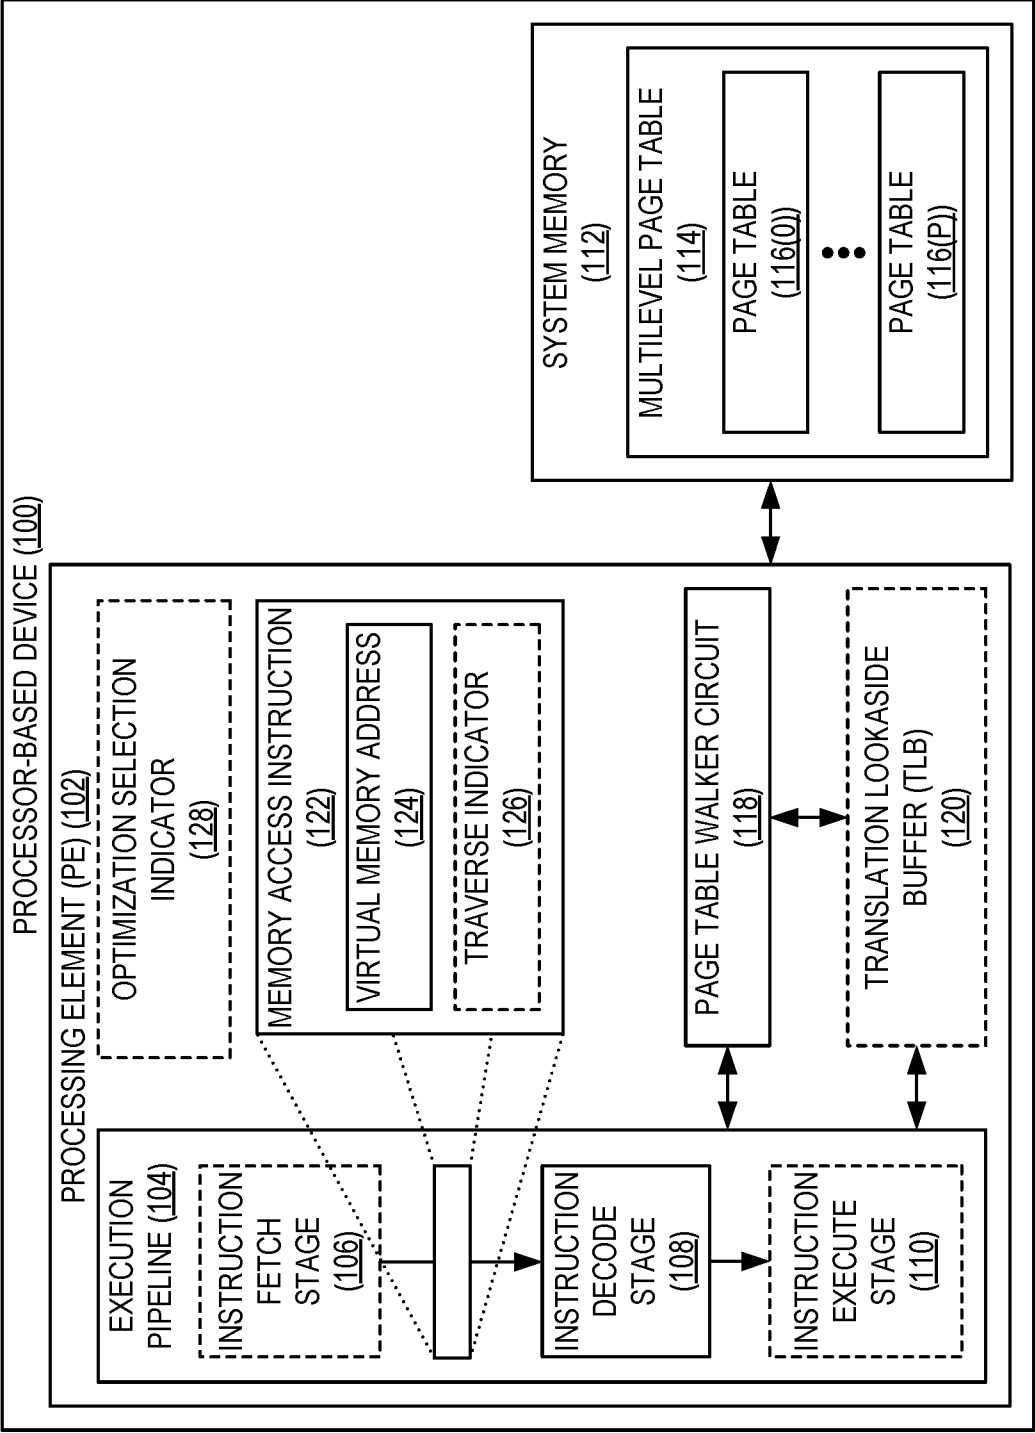 PROCESSOR-BASED DEVICE (100)
PROCESSING ELEMENT (PE) (102)
EXECUTION
PIPELINE (104)
INSTRUCTION
FETCH
STAGE
(106)
INSTRUCTION
DECODE
STAGE
(108)
INSTRUCTION
EXECUTE
STAGE
(110)
OPTIMIZATION SELECTION
INDICATOR
(128)
MEMORY ACCESS INSTRUCTION
(122)
VIRTUAL MEMORY ADDRESS
(124)
TRAVERSE INDICATOR
(126)
PAGE TABLE WALKER CIRCUIT
(118)
TRANSLATION LOOKASIDE
BUFFER (TLB)
(120)
SYSTEM MEMORY
(112)
MULTILEVEL PAGE TABLE
(114)
PAGE TABLE
(116(0))
PAGE TABLE
(116(P))